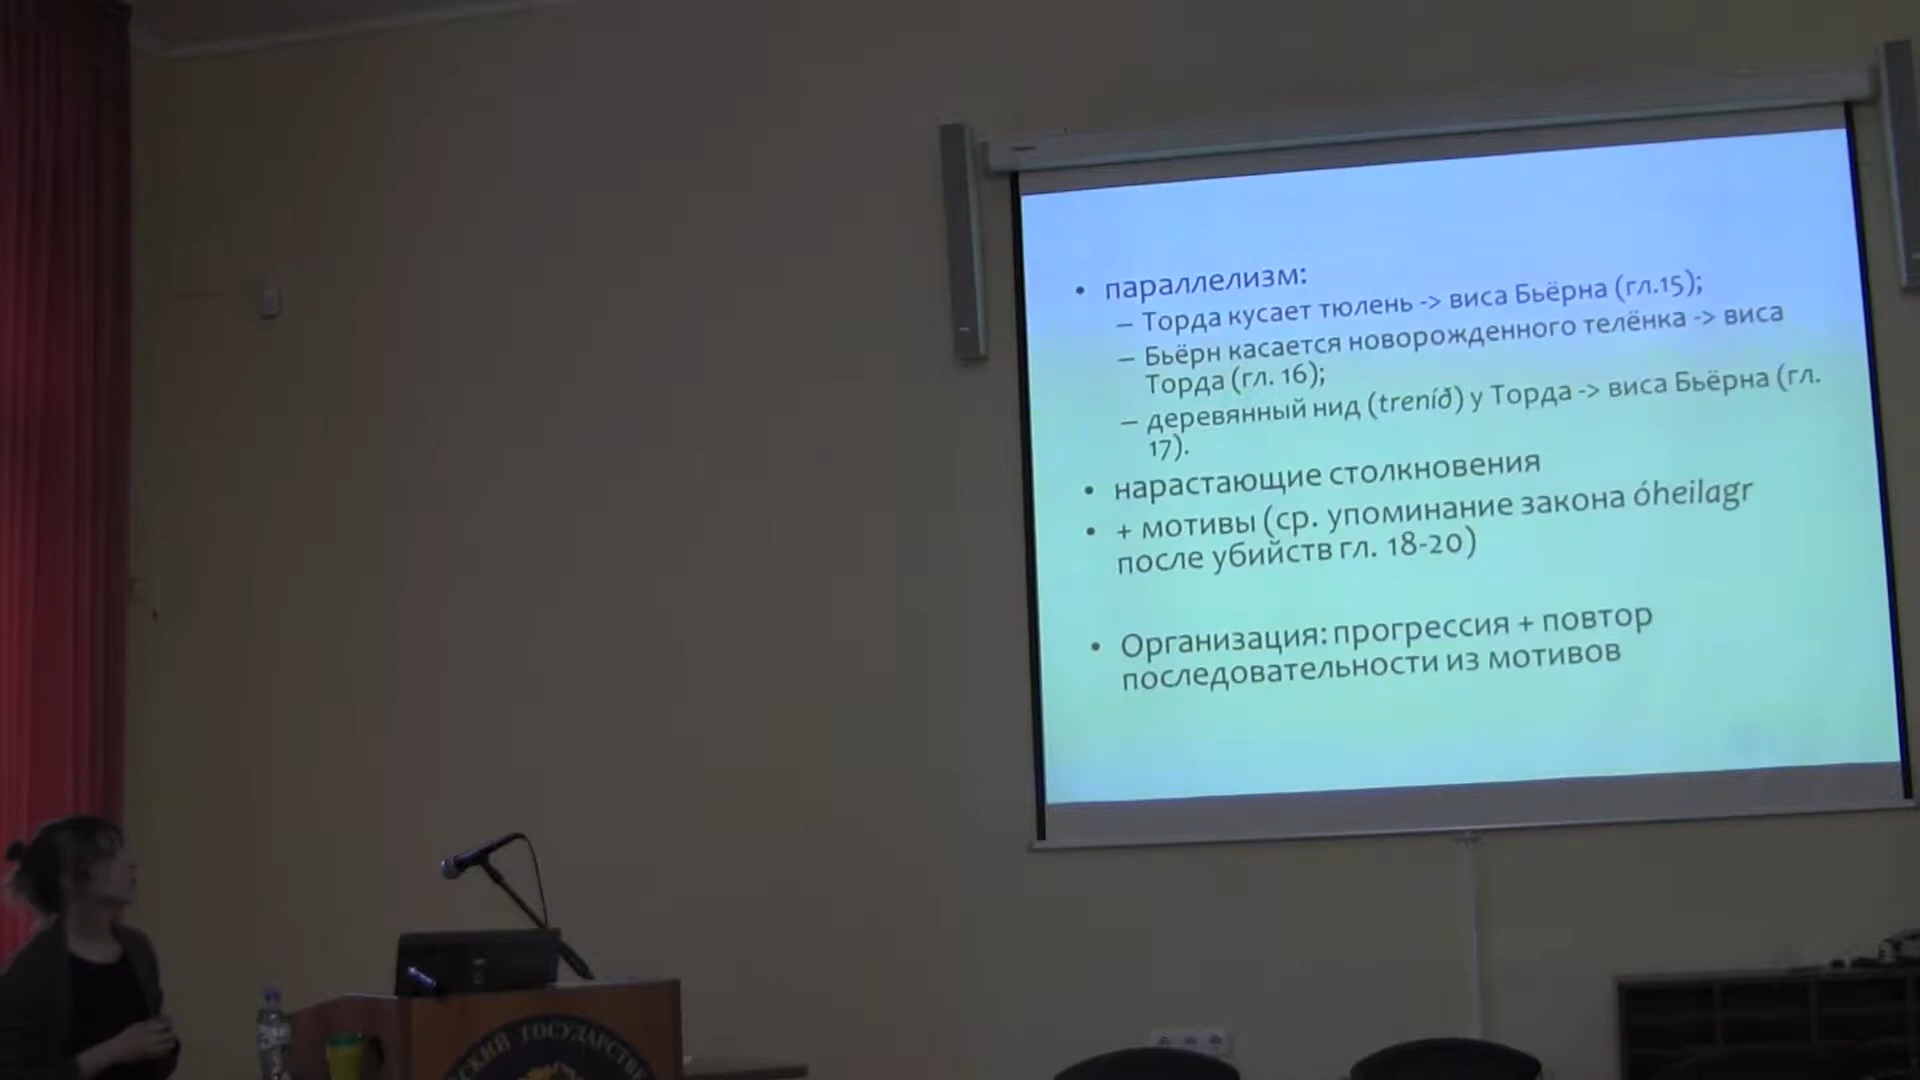 • параллелизм:
– Торда кусает тюлень -> виса Бьёрна (гл.15);
– Бьёрн касается новорожденного телёнка -> виса
Торда (гл. 16);
– деревянный нид (treníð) у Торда -> виса Бьёрна (гл.
17).
• нарастающие столкновения
• + мотивы (ср. упоминание закона óheilagr
после убийств гл. 18-20)
• Организация: прогрессия + повтор
последовательности из мотивов